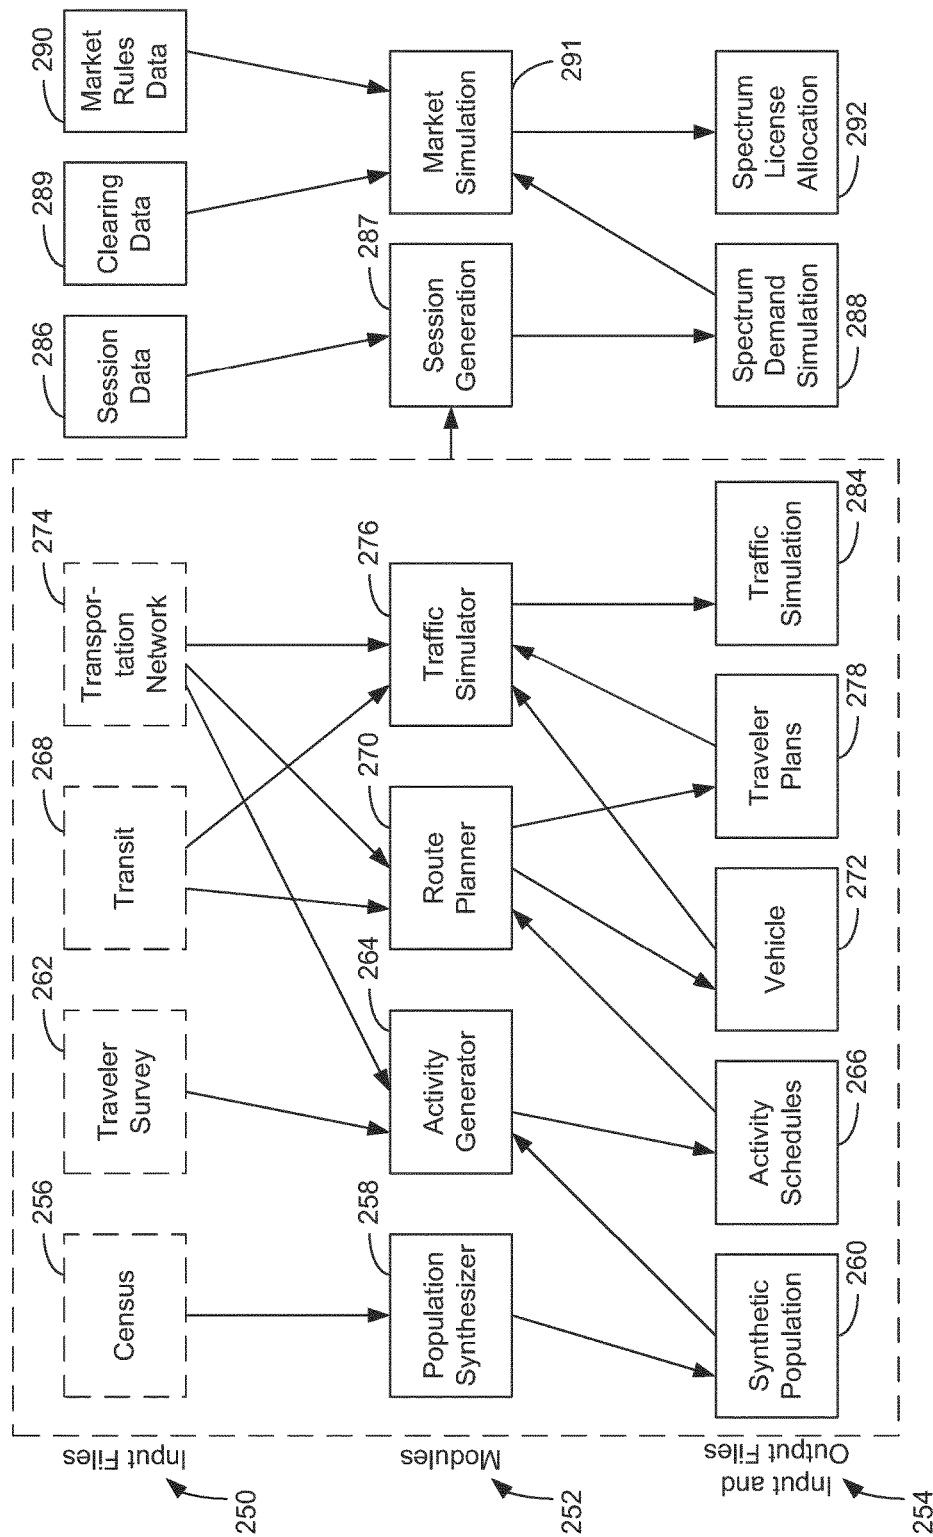 Input Files
250
Census
256
Traveler
Survey
262
Transit
268
Transpor-
tation
Network
274
Session
Data
286
Clearing
Data
289
Market
Rules
Data
290
Modules
252
Population
Synthesizer
258
Activity
Generator
264
Route
Planner
270
Traffic
Simulator
276
Session
Generation
287
Market
Simulation
291
Input and
Output Files
254
Synthetic
Population
260
Activity
Schedules
266
Vehicle
272
Traveler
Plans
278
Traffic
Simulation
284
Spectrum
Demand
Simulation
288
Spectrum
License
Allocation
292